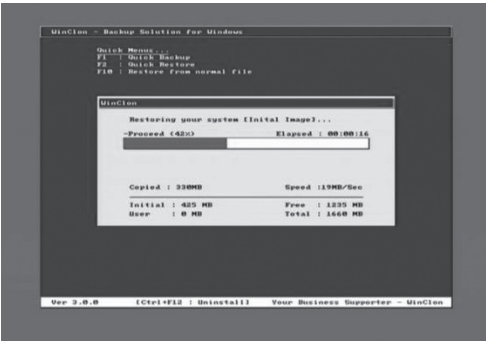 WinClon - Backup Solution for Windows
Quick Menus...
F1 : Quick Backup
F2 : Quick Restore
F10 : Restore from normal file
WinClon
Restoring your system [Inital Image]...
-Proceed (42%) Elapsed : 00:00:16
Copied : 330MB Speed :19MB/Sec
Initial : 425 MB Free : 1235 MB
User : 0 MB Total : 1660 MB
Ver 3.0.0 [Ctrl+F12 : Uninstall] Your Business Supporter - WinClon